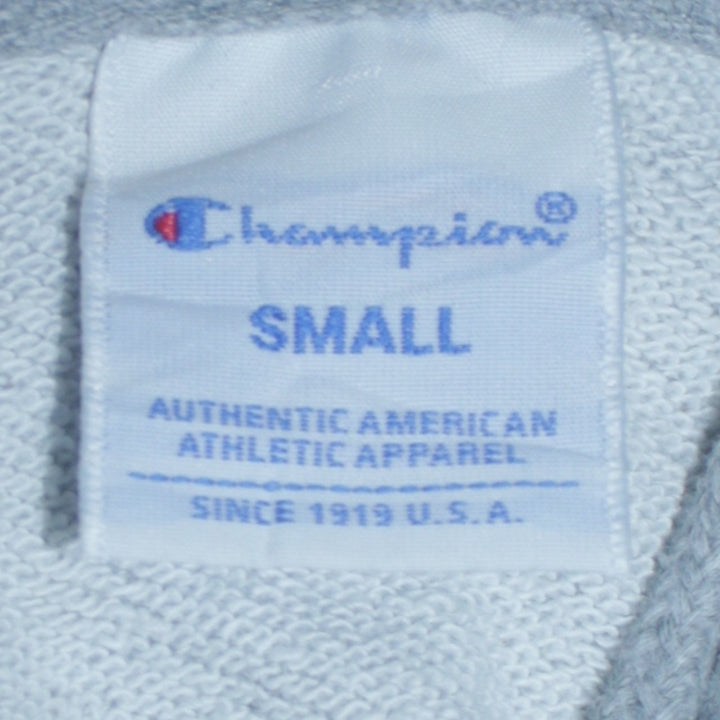 Champion®
SMALL
AUTHENTIC AMERICAN
ATHLETIC APPAREL
SINCE 1919 U.S.A.